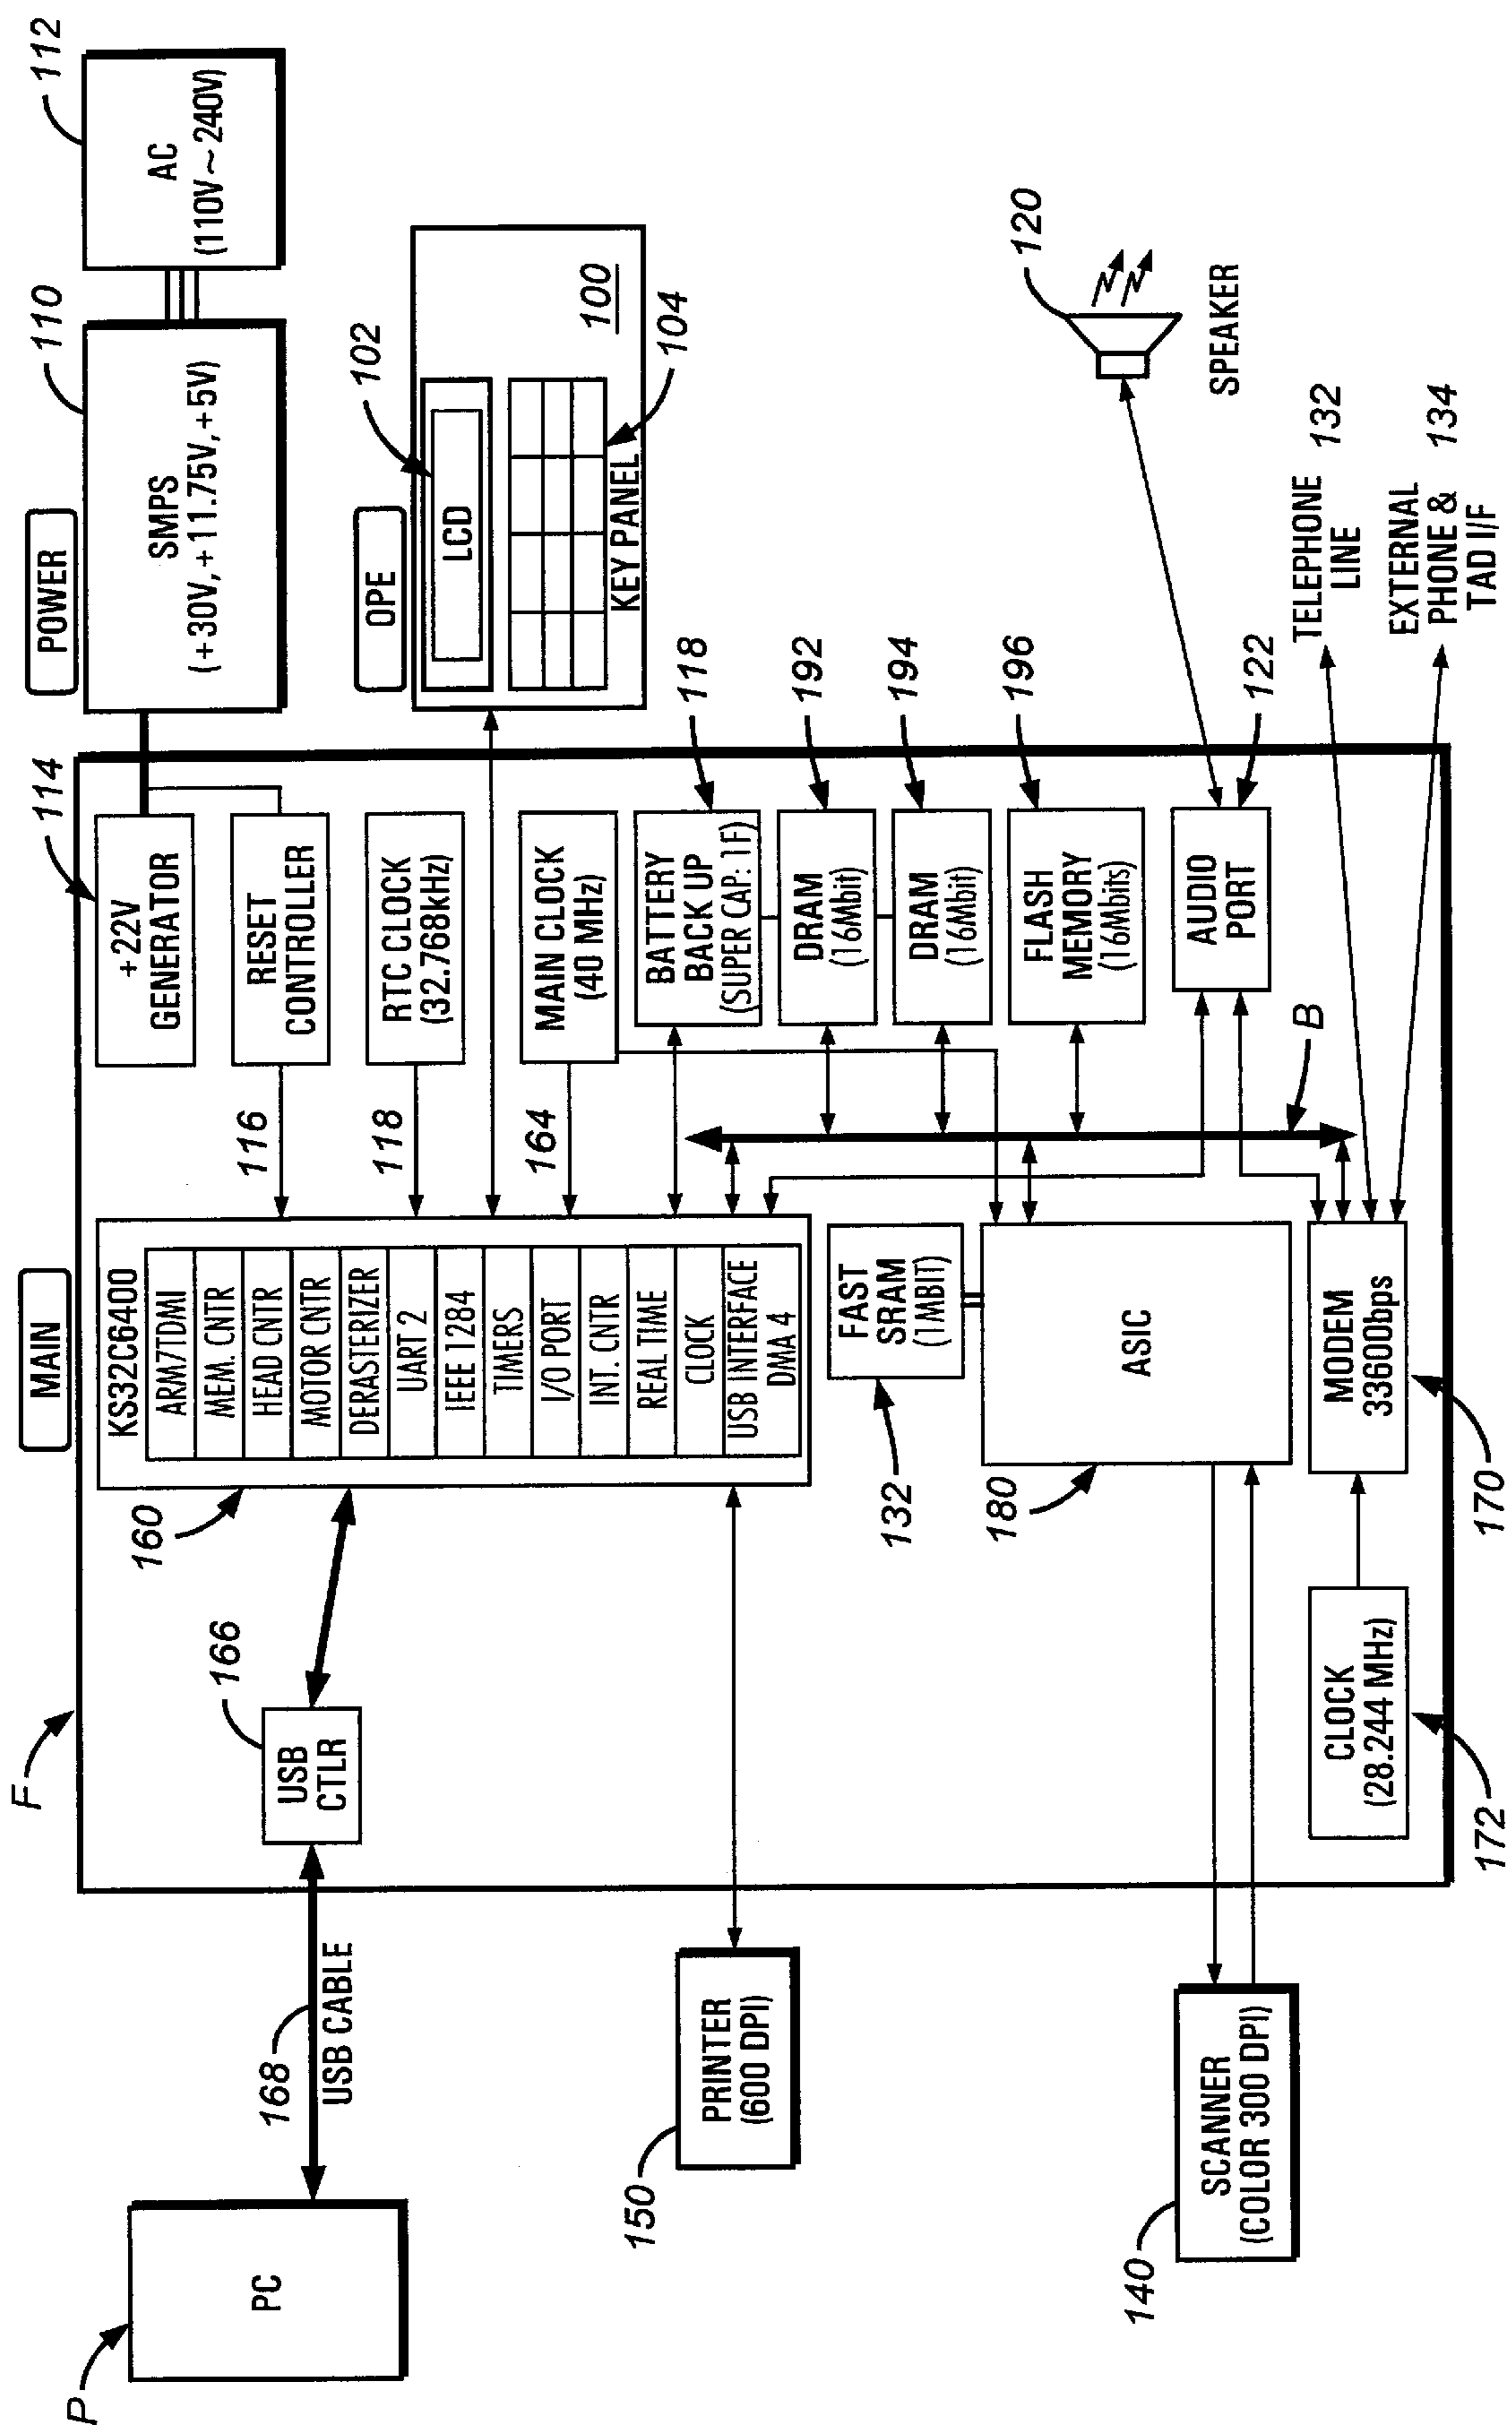 F
MAIN
POWER
110
112
114
SMPS
(+30V,+11.75V,+5V)
AC
(110V~240V)
P
PC
168
USB CABLE
166
USB
CTLR
160
KS32C6400
ARM7TDMI
MEM. CNTR
HEAD CNTR
MOTOR CNTR
DERASTERIZER
UART 2
IEEE 1284
TIMERS
I/O PORT
INT. CNTR
REAL TIME
CLOCK
USB INTERFACE
DMA 4
+22V
GENERATOR
116
RESET
CONTROLLER
118
RTC CLOCK
(32.768kHz)
164
MAIN CLOCK
(40 MHz)
OPE
102
LCD
100
KEY PANEL
104
118
BATTERY
BACK UP
(SUPER CAP: 1F)
192
DRAM
(16Mbit)
194
DRAM
(16Mbit)
196
FLASH
MEMORY
(16Mbits)
150
PRINTER
(600 DPI)
132
FAST
SRAM
(1MBIT)
180
ASIC
B
AUDIO
PORT
122
120
SPEAKER
140
SCANNER
(COLOR 300 DPI)
CLOCK
(28.244 MHz)
172
MODEM
33600bps
170
TELEPHONE
LINE
132
EXTERNAL
PHONE &
TAD I/F
134